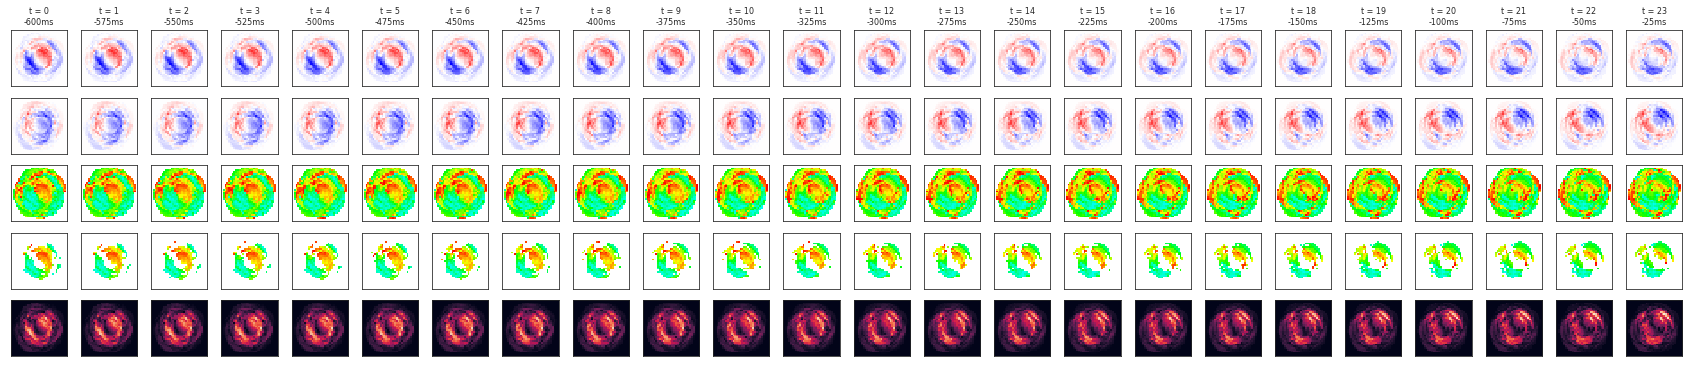 t = 0 t = 1 t = 2 t = 3 t = 4 t = 5 t = 6 t = 7 t = 8 t = 9 t = 10 t = 11 t = 12 t = 13 t = 14 t = 15 t = 16 t = 17 t = 18 t = 19 t = 20 t = 21 t = 22 t = 23
-600ms -575ms -550ms -525ms -500ms -475ms -450ms -425ms -400ms -375ms -350ms -325ms -300ms -275ms -250ms -225ms -200ms -175ms -150ms -125ms -100ms -75ms -50ms -25ms